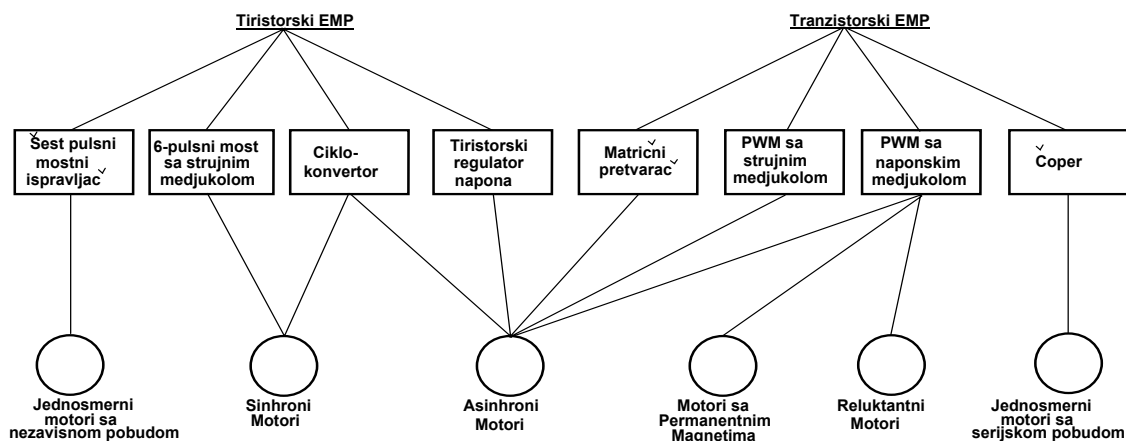 Tiristorski EMP
Tranzistorski EMP
Šest pulsni
mostni
ispravljač
6-pulsni most
sa strujnim
medjukolom
Ciklo-
konvertor
Tiristorski
regulator
napona
Matrični
pretvarač
PWM sa
strujnim
medjukolom
PWM sa
naponskim
medjukolom
Čoper
Jednosmerni
motori sa
nezavisnom pobudom
Sinhroni
Motori
Asinhroni
Motori
Motori sa
Permanentnim
Magnetima
Reluktantni
Motori
Jednosmerni
motori sa
serijskom pobudom